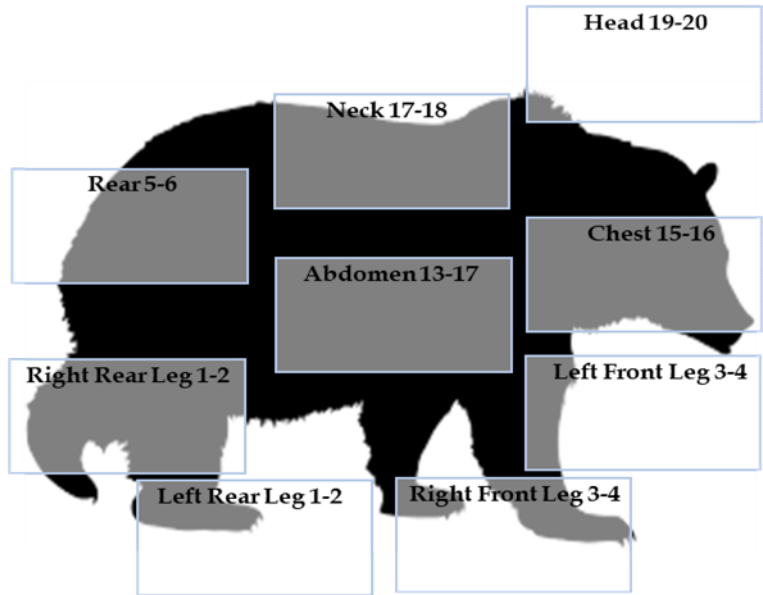 Head 19-20
Neck 17-18
Rear 5-6
Chest 15-16
Abdomen 13-17
Right Rear Leg 1-2
Left Front Leg 3-4
Left Rear Leg 1-2
Right Front Leg 3-4